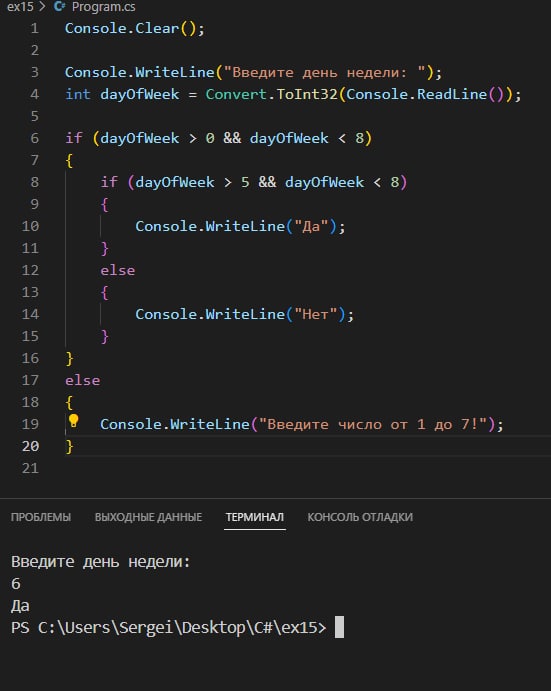 ex15 > C# Program.cs
1 Console.Clear();
2
3 Console.WriteLine("Введите день недели: ");
4 int dayOfWeek = Convert.ToInt32(Console.ReadLine());
5
6 if (dayOfWeek > 0 && dayOfWeek < 8)
7 {
8 if (dayOfWeek > 5 && dayOfWeek < 8)
9 {
10 Console.WriteLine("Да");
11 }
12 else
13 {
14 Console.WriteLine("Нет");
15 }
16 }
17 else
18 {
19 Console.WriteLine("Введите число от 1 до 7!");
20 }
21
ПРОБЛЕМЫ ВЫХОДНЫЕ ДАННЫЕ ТЕРМИНАЛ КОНСОЛЬ ОТЛАДКИ
Введите день недели:
6
Да
PS C:\Users\Sergei\Desktop\C#\ex15>